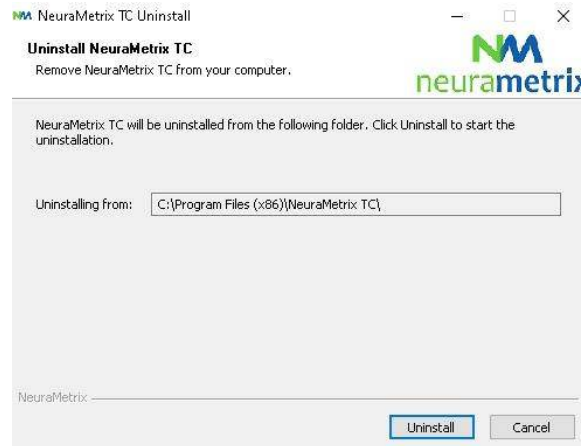 NM NeuraMetrix TC Uninstall
Uninstall NeuraMetrix TC
Remove NeuraMetrix TC from your computer.
NM
neurametrix
NeuraMetrix TC will be uninstalled from the following folder. Click Uninstall to start the
uninstallation.
Uninstalling from: C:\Program Files (x86)\NeuraMetrix TC\
NeuraMetrix
Uninstall Cancel